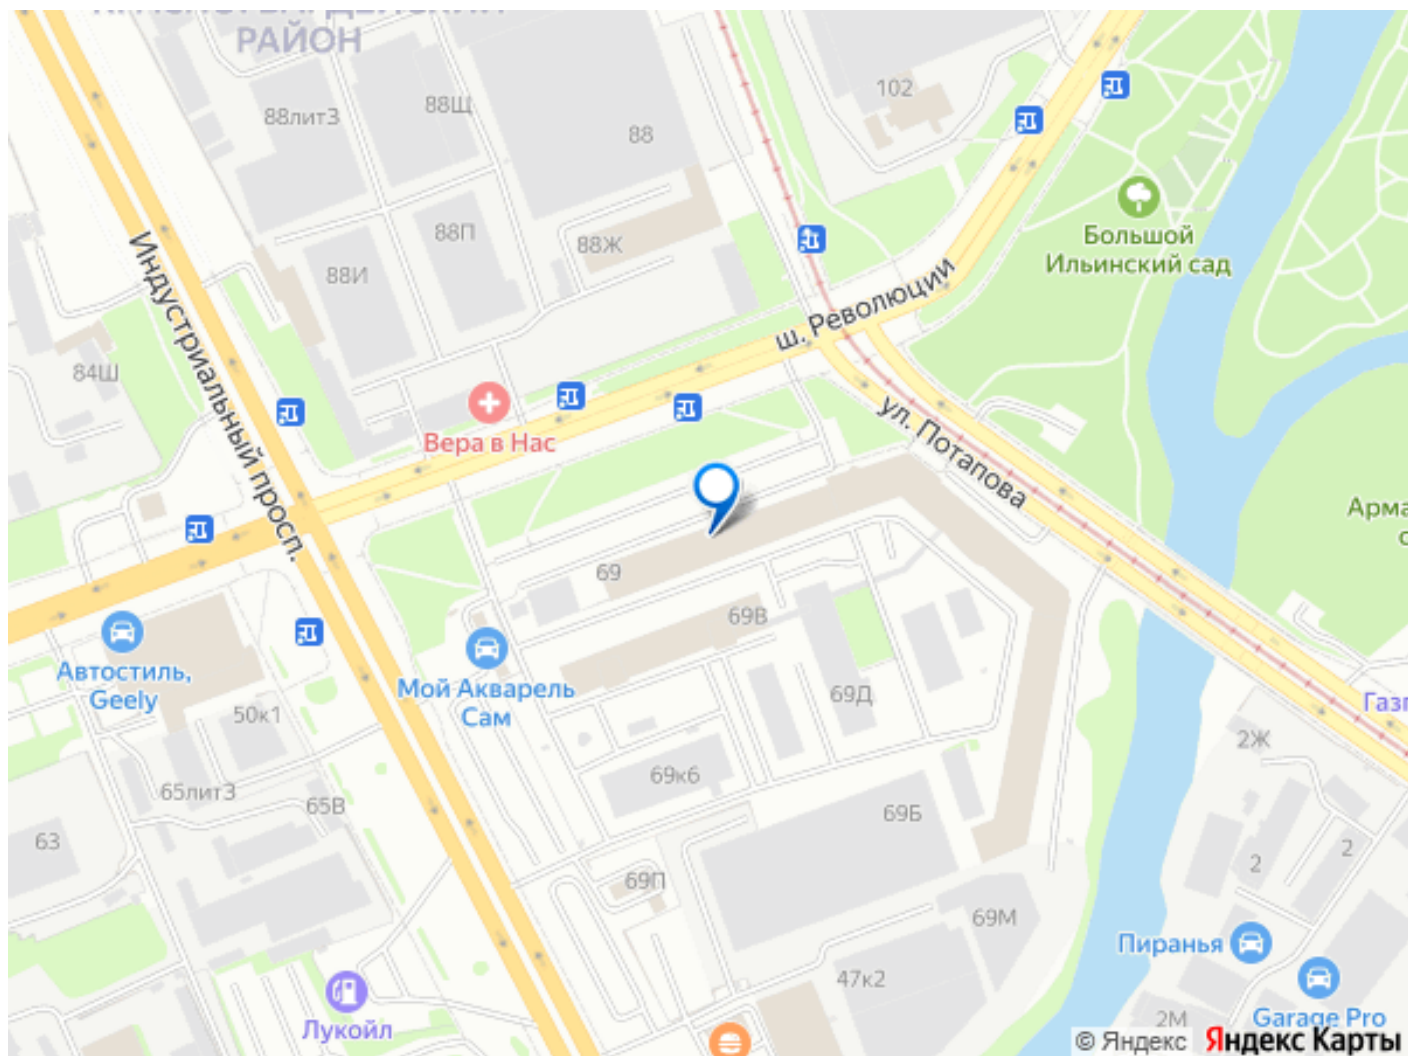 РАЙОН
88лит3
88Щ
88
102
88П
88Ж
88И
84Ш
Большой
Ильинский сад
ш. Революции
Индустриальный просп.
Вера в Нас
ул. Потапова
69
69В
Автостиль,
Geely
Мой Акварель
Сам
50к1
69Д
65лит3
65В
69к6
69Б
63
69П
69М
2Ж
2
2
Пиранья
47к2
Лукойл
2М
Garage Pro
© Яндекс Яндекс Карты